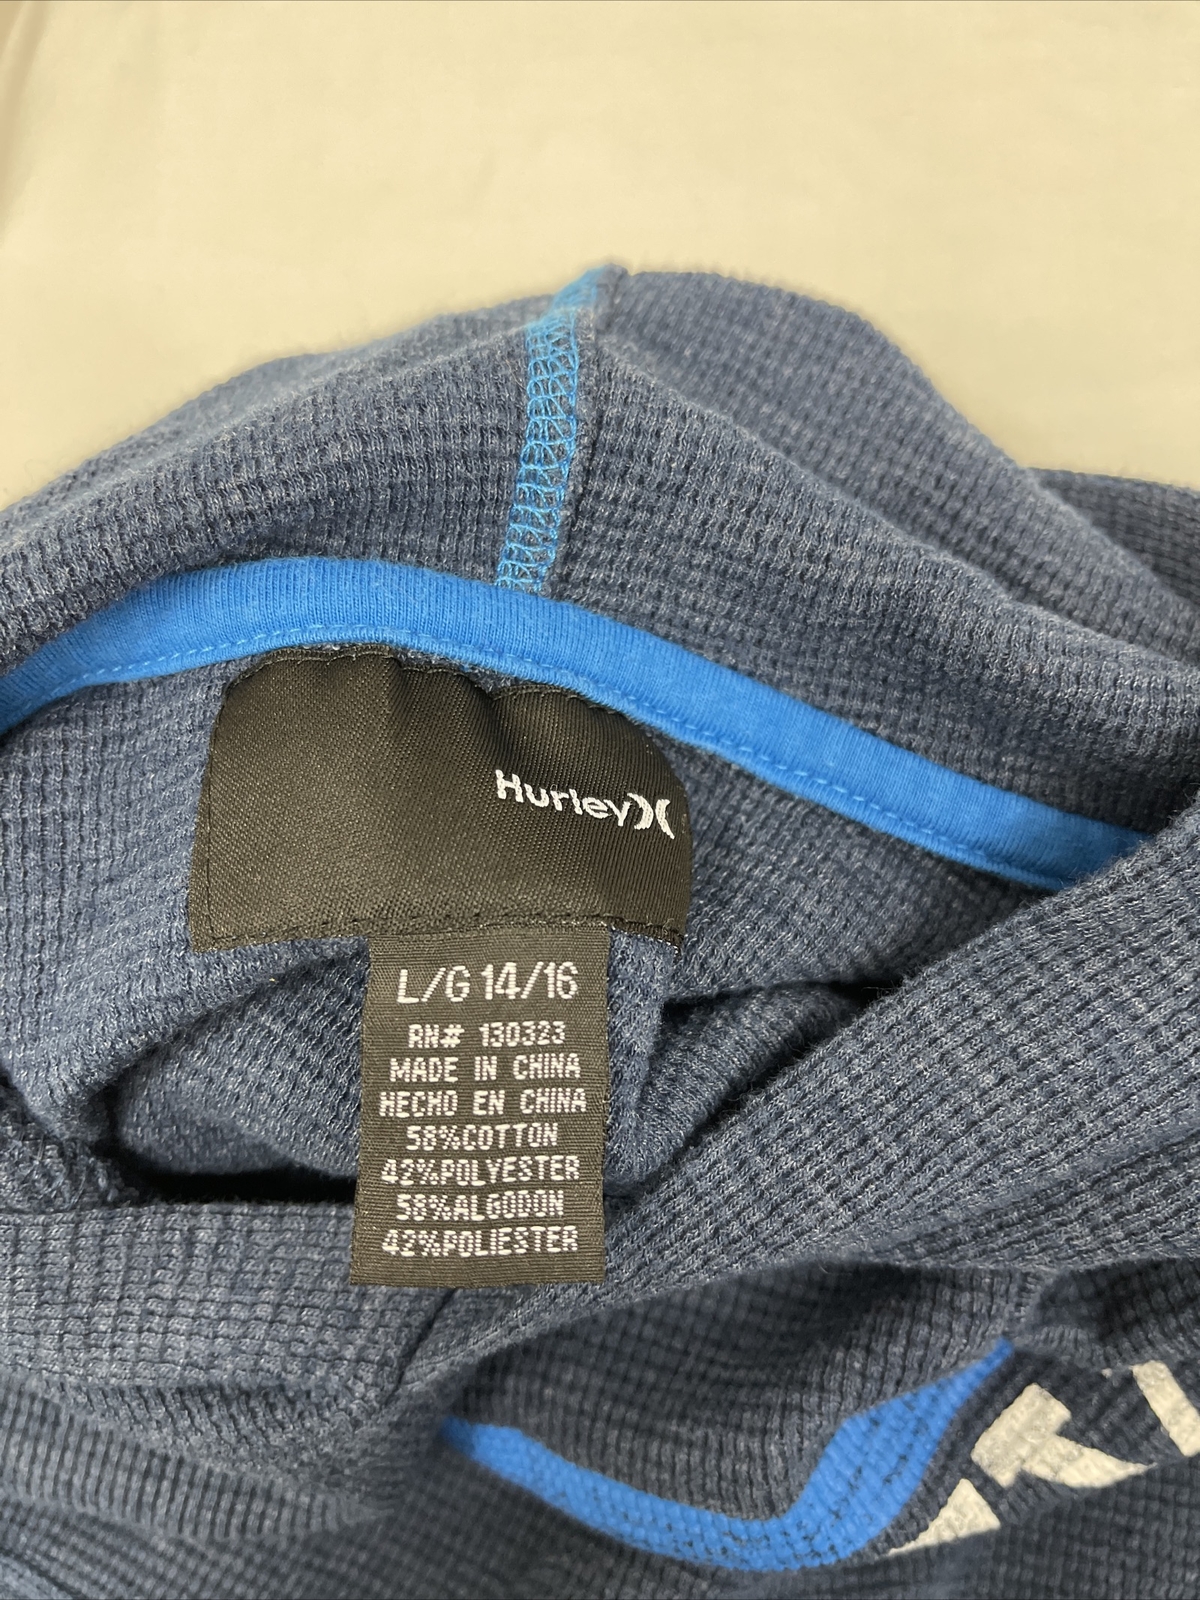 Hurley
L/G 14/16
RN# 130323
MADE IN CHINA
HECHO EN CHINA
58%COTTON
42%POLYESTER
58%ALGODON
42%POLIESTER